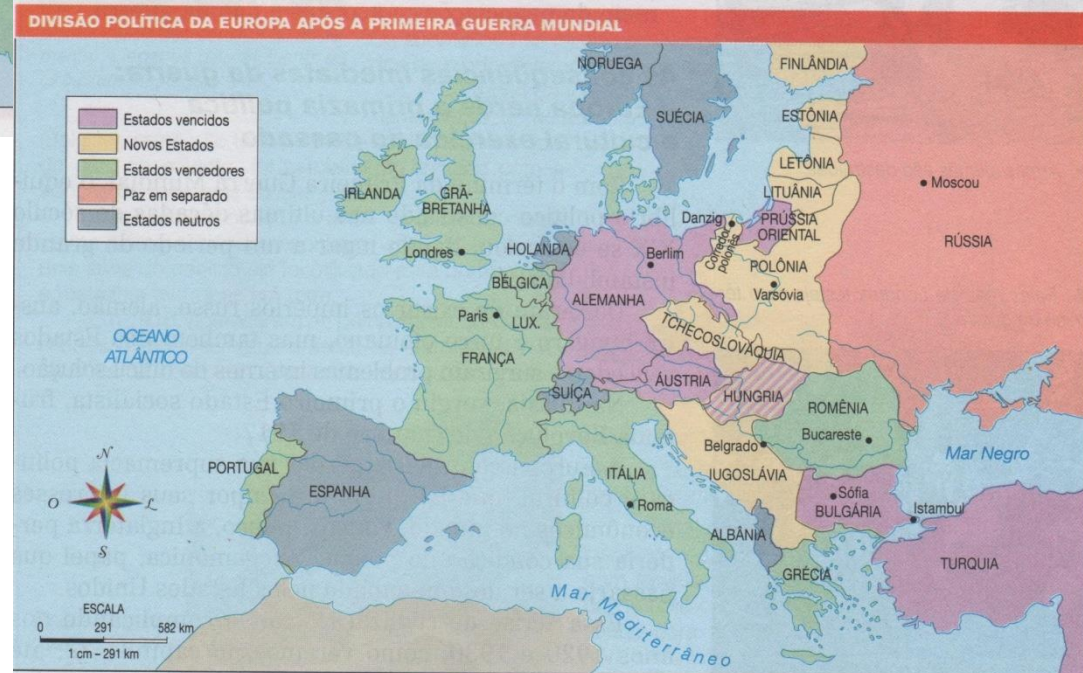 DIVISÃO POLÍTICA DA EUROPA APÓS A PRIMEIRA GUERRA MUNDIAL
Estados vencidos
Novos Estados
Estados vencedores
Paz em separado
Estados neutros
NORUEGA
SUÉCIA
FINLÂNDIA
ESTÔNIA
LETÔNIA
LITUÂNIA
Moscou
RÚSSIA
IRLANDA
GRÃ-
BRETANHA
Londres
HOLANDA
Danzig
PRÚSSIA
ORIENTAL
Corredor
polonês
Berlim
POLÔNIA
Varsóvia
BÉLGICA
ALEMANHA
Paris
LUX.
TCHECOSLOVÁQUIA
OCEANO
ATLÂNTICO
FRANÇA
SUÍÇA
ÁUSTRIA
HUNGRIA
ROMÊNIA
Bucareste
Belgrado
IUGOSLÁVIA
Mar Negro
PORTUGAL
ESPANHA
ITÁLIA
Roma
Sófia
BULGÁRIA
Istambul
ALBÂNIA
GRÉCIA
TURQUIA
Mar Mediterrâneo
N
O
L
S
ESCALA
0 291 582 km
1 cm – 291 km